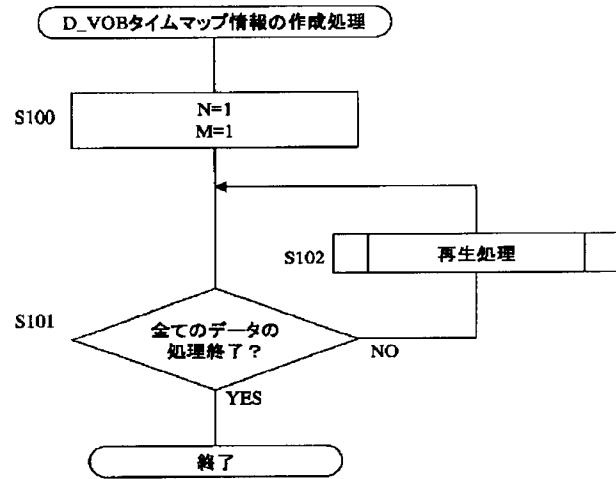 D_VOBタイムマップ情報の作成処理
S100
N=1
M=1
S102
再生処理
S101
全てのデータの
処理終了？
NO
YES
終了